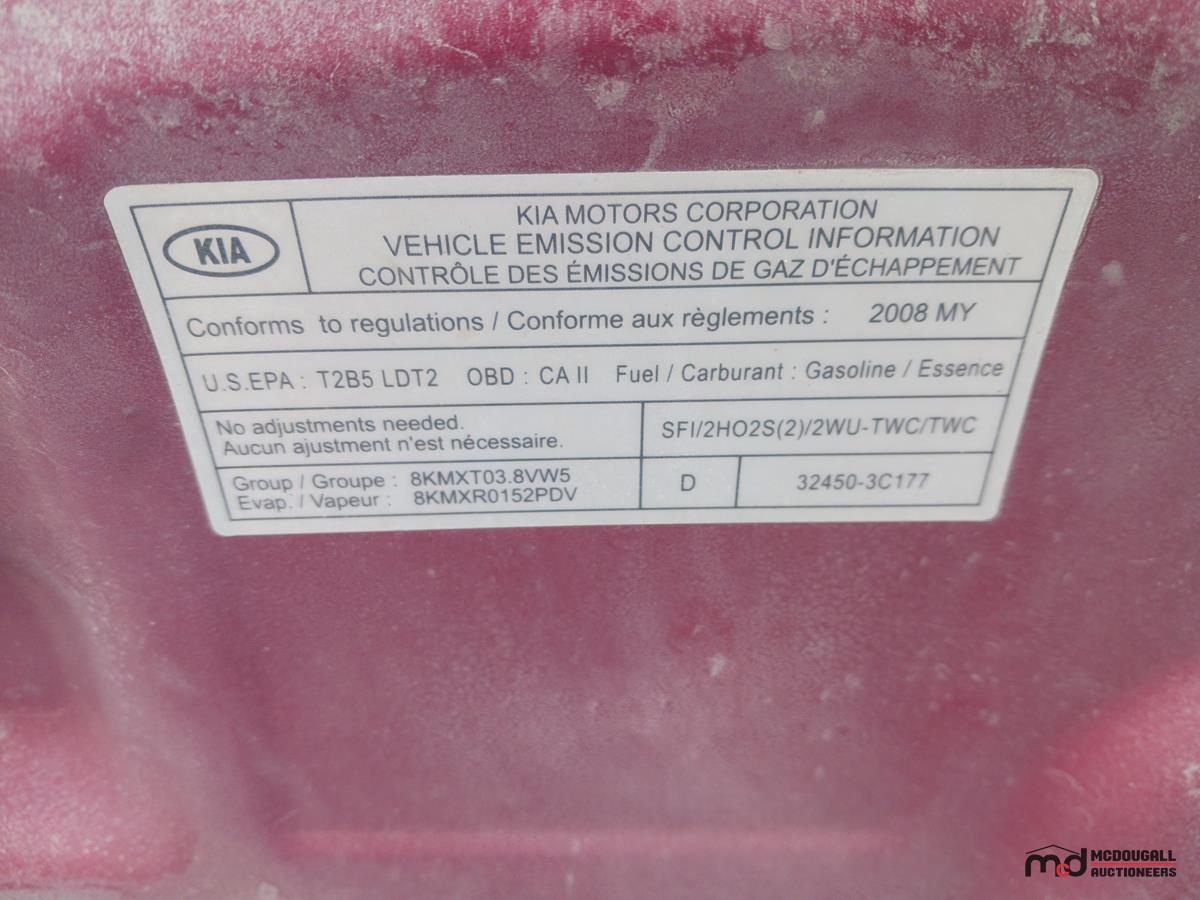 KIA
KIA MOTORS CORPORATION
VEHICLE EMISSION CONTROL INFORMATION
CONTRÔLE DES ÉMISSIONS DE GAZ D'ÉCHAPPEMENT
Conforms to regulations / Conforme aux règlements : 2008 MY
U.S.EPA : T2B5 LDT2 OBD : CA II Fuel / Carburant : Gasoline / Essence
No adjustments needed.
Aucun ajustment n'est nécessaire.
SFI/2HO2S(2)/2WU-TWC/TWC
Group / Groupe : 8KMXT03.8VW5
Evap. / Vapeur : 8KMXR0152PDV
D
32450-3C177
mcd MCDOUGALL
AUCTIONEERS